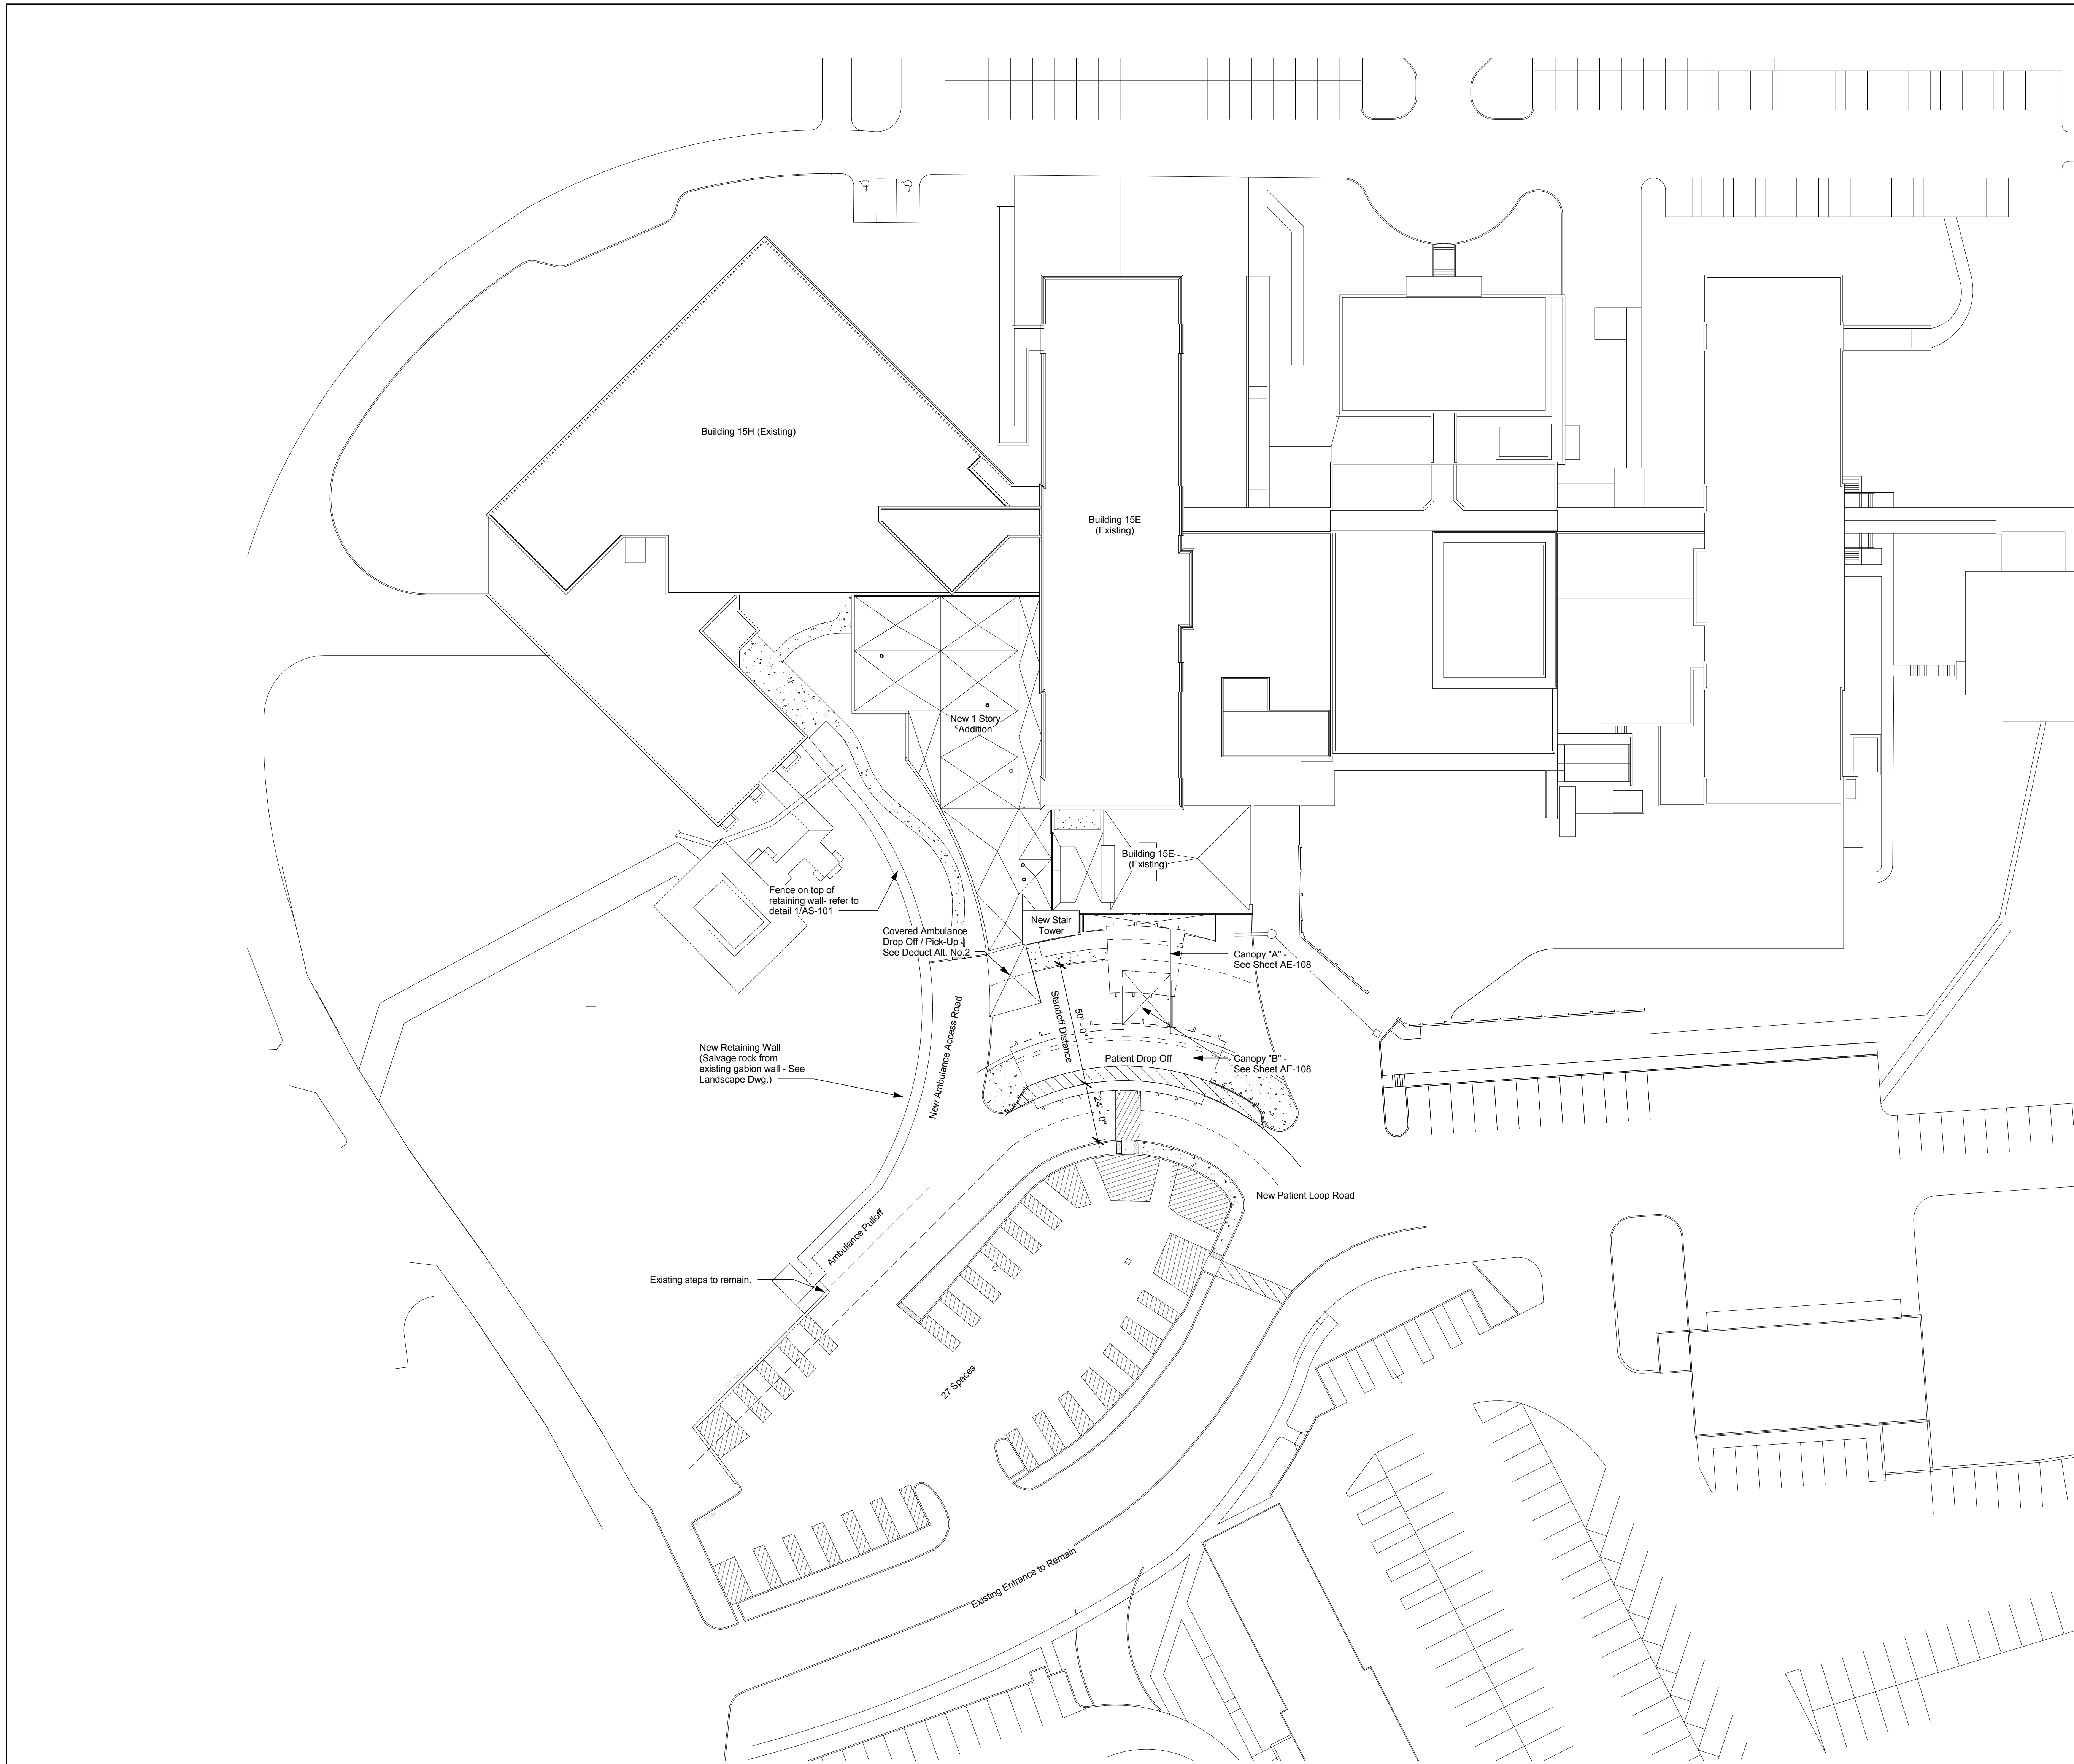 Building 15H (Existing)
Building 15E
(Existing)
New 1 Story
Addition
Building 15E
(Existing)
Fence on top of
retaining wall- refer to
detail 1/AS-101
New Stair
Tower
Covered Ambulance
Drop Off / Pick-Up -
See Deduct Alt. No.2
Canopy "A" -
See Sheet AE-108
Standoff Distance
50' - 0"
New Ambulance Access Road
New Retaining Wall
(Salvage rock from
existing gabion wall - See
Landscape Dwg.)
Patient Drop Off
Canopy "B" -
See Sheet AE-108
24' - 0"
New Patient Loop Road
Ambulance Pulloff
Existing steps to remain.
27 Spaces
Existing Entrance to Remain